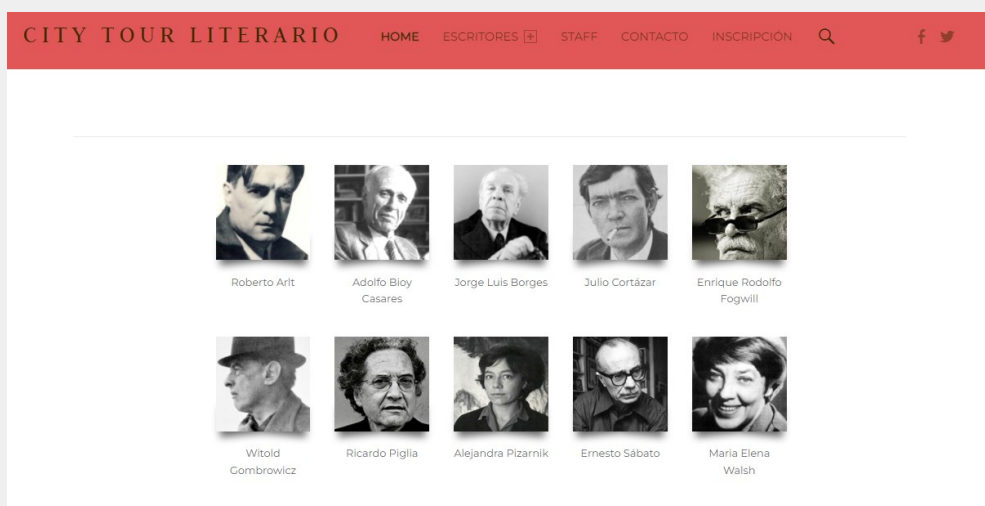 CITY TOUR LITERARIO
HOME
ESCRITORES
STAFF
CONTACTO
INSCRIPCIÓN
Roberto Arlt
Adolfo Bioy
Casares
Jorge Luis Borges
Julio Cortázar
Enrique Rodolfo
Fogwill
Witold
Gombrowicz
Ricardo Piglia
Alejandra Pizarnik
Ernesto Sábato
Maria Elena
Walsh